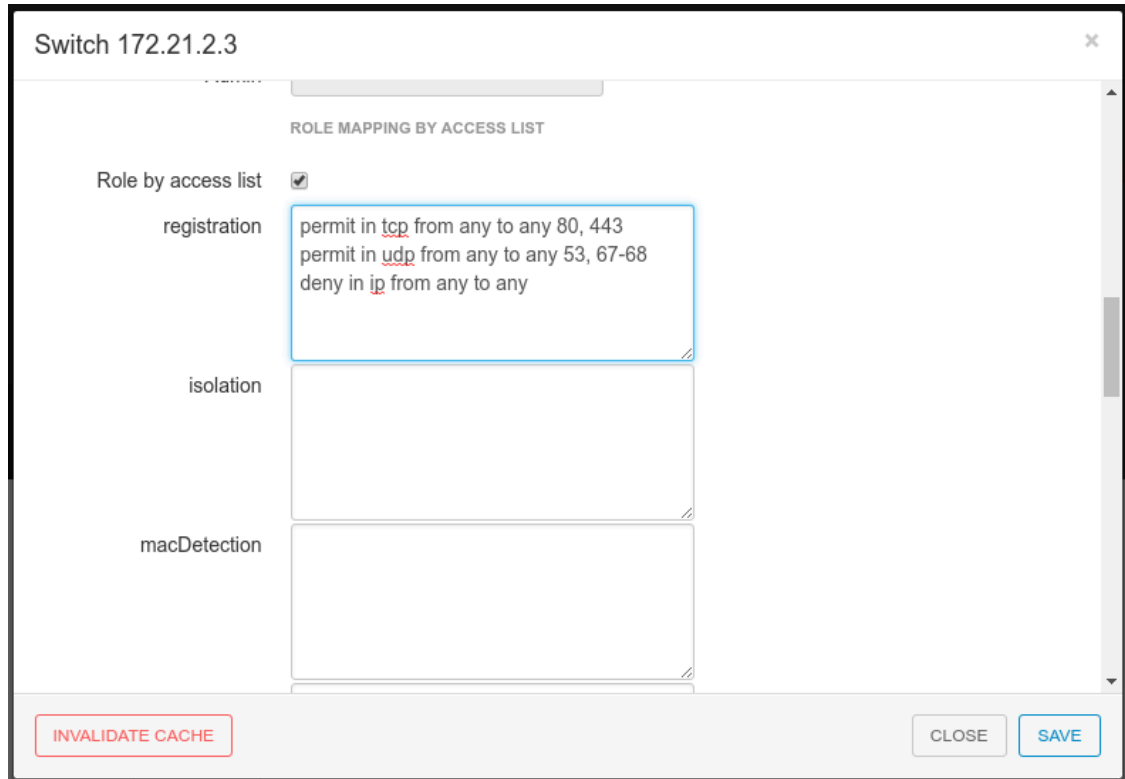 Switch 172.21.2.3
×
ROLE MAPPING BY ACCESS LIST
Role by access list
registration
permit in tcp from any to any 80, 443
permit in udp from any to any 53, 67-68
deny in ip from any to any
isolation
macDetection
INVALIDATE CACHE
CLOSE
SAVE